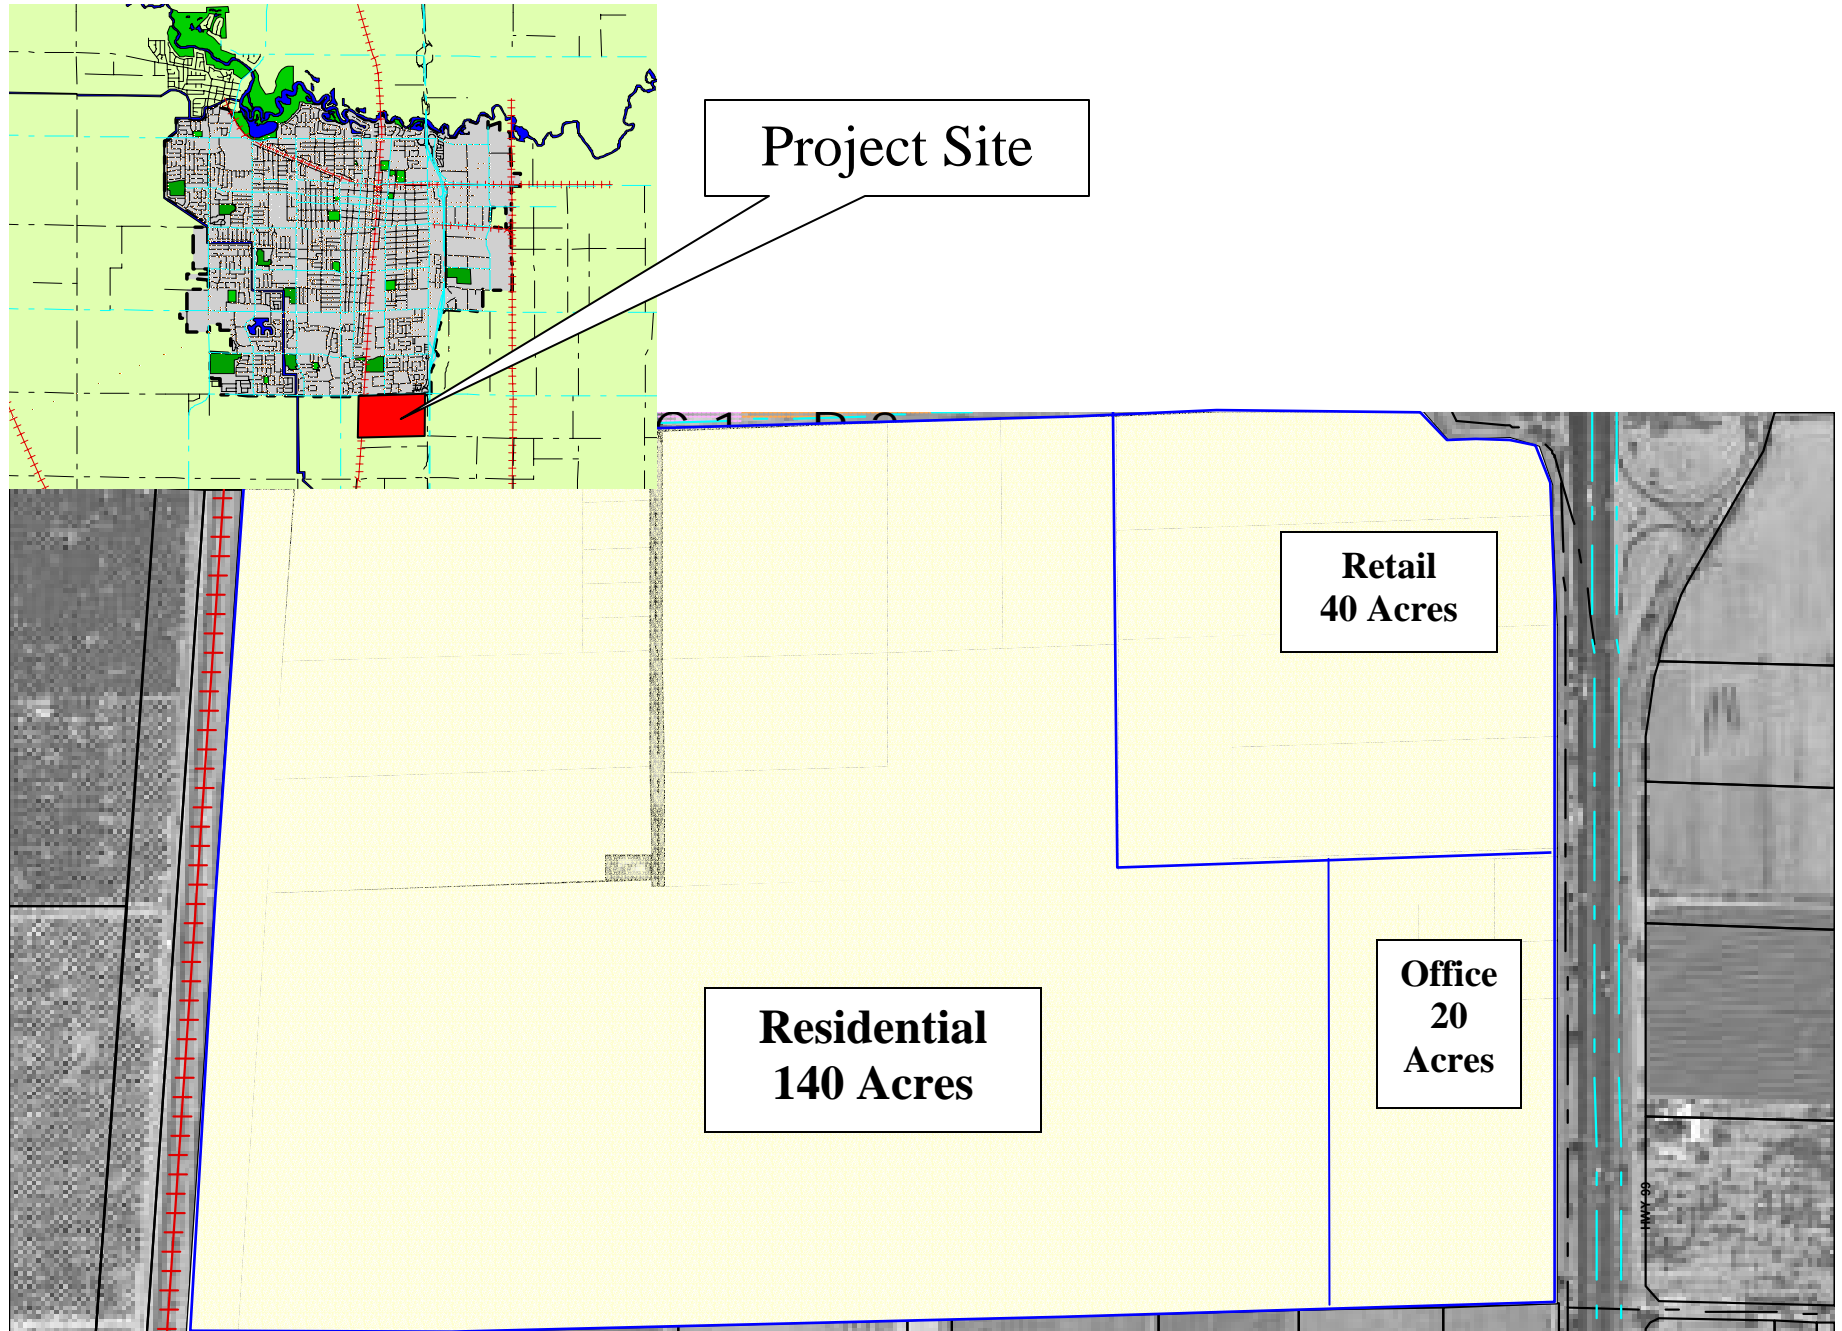 Project Site
Retail
40 Acres
Office
20
Acres
Residential
140 Acres
HWY 99